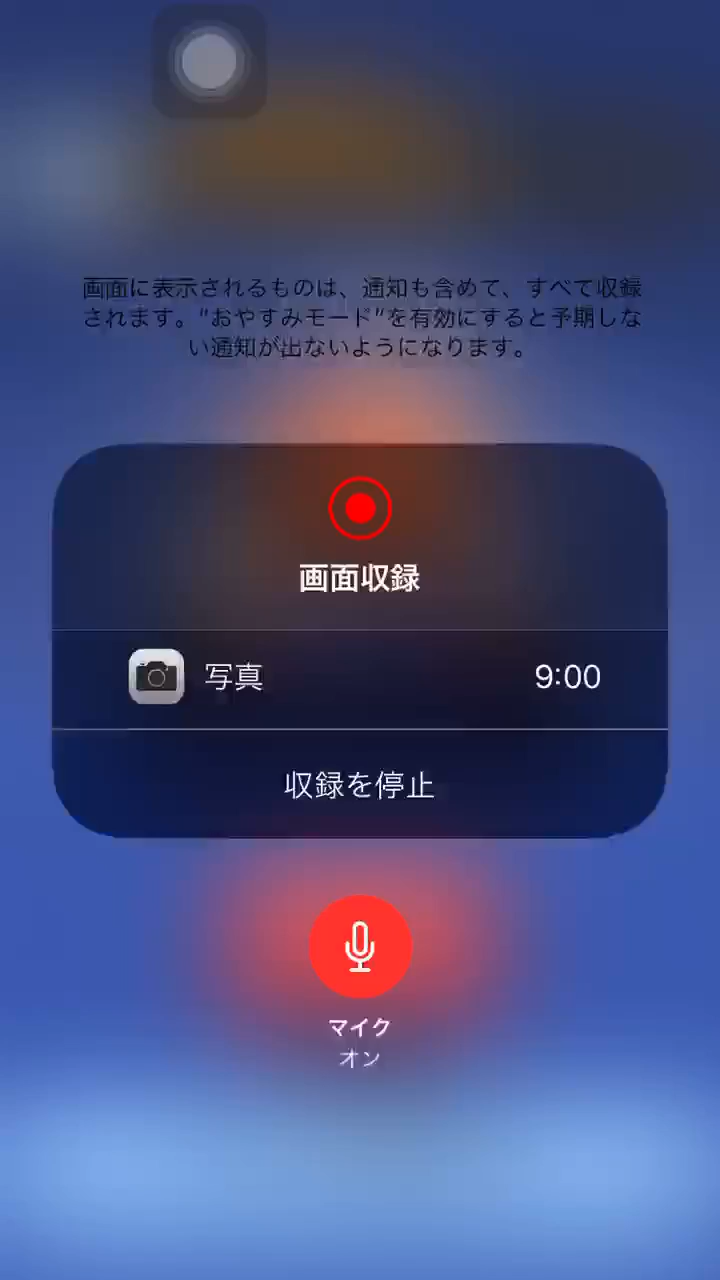 画面に表示されるものは、通知も含めて、すべて収録
されます。"おやすみモード"を有効にすると予期しな
い通知が出ないようになります。
画面収録
写真 9:00
収録を停止
マイク
オン